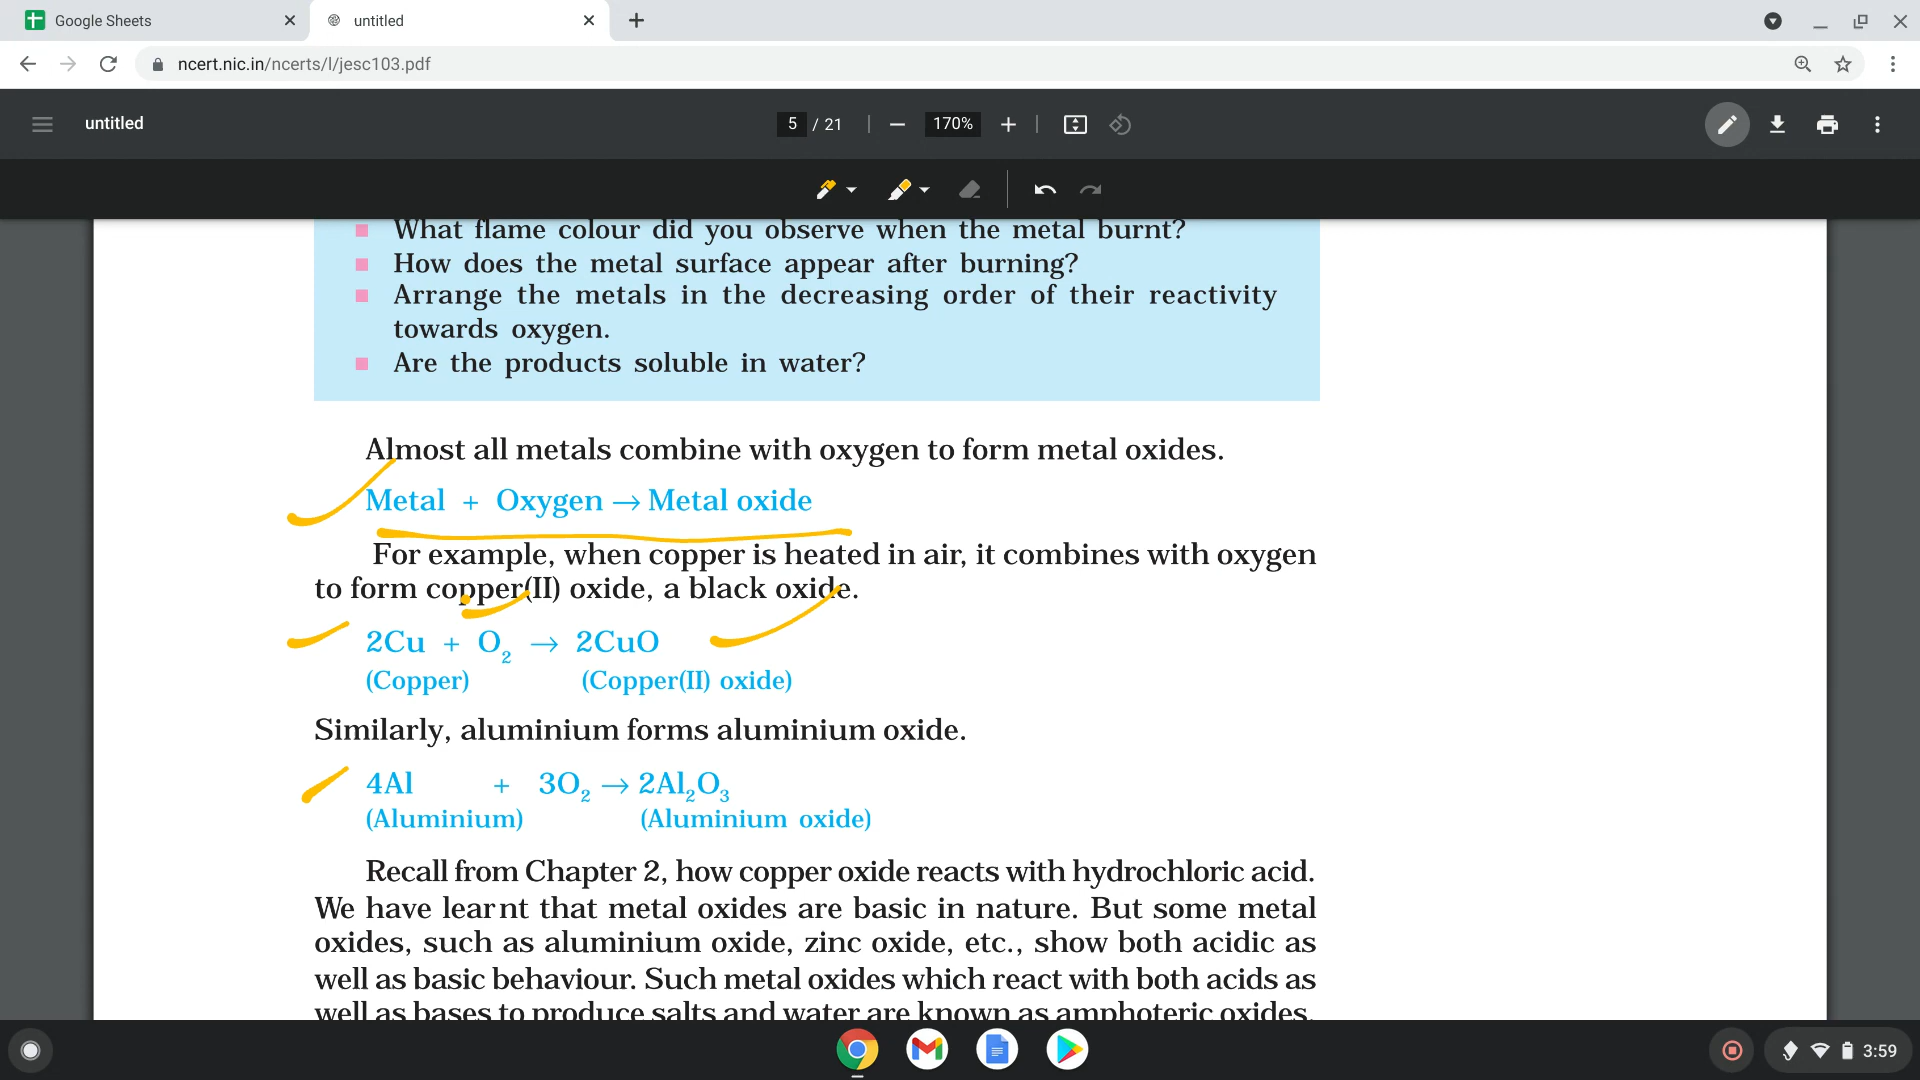 Google Sheets
untitled
ncert.nic.in/ncerts/l/jesc103.pdf
untitled
5 / 21
170%
What flame colour did you observe when the metal burnt?
How does the metal surface appear after burning?
Arrange the metals in the decreasing order of their reactivity
towards oxygen.
Are the products soluble in water?
Almost all metals combine with oxygen to form metal oxides.
Metal + Oxygen → Metal oxide
For example, when copper is heated in air, it combines with oxygen
to form copper(II) oxide, a black oxide.
2Cu + O₂ → 2CuO
(Copper) (Copper(II) oxide)
Similarly, aluminium forms aluminium oxide.
4Al + 3O₂ → 2Al₂O₃
(Aluminium) (Aluminium oxide)
Recall from Chapter 2, how copper oxide reacts with hydrochloric acid.
We have learnt that metal oxides are basic in nature. But some metal
oxides, such as aluminium oxide, zinc oxide, etc., show both acidic as
well as basic behaviour. Such metal oxides which react with both acids as
well as bases to produce salts and water are known as amphoteric oxides.
3:59